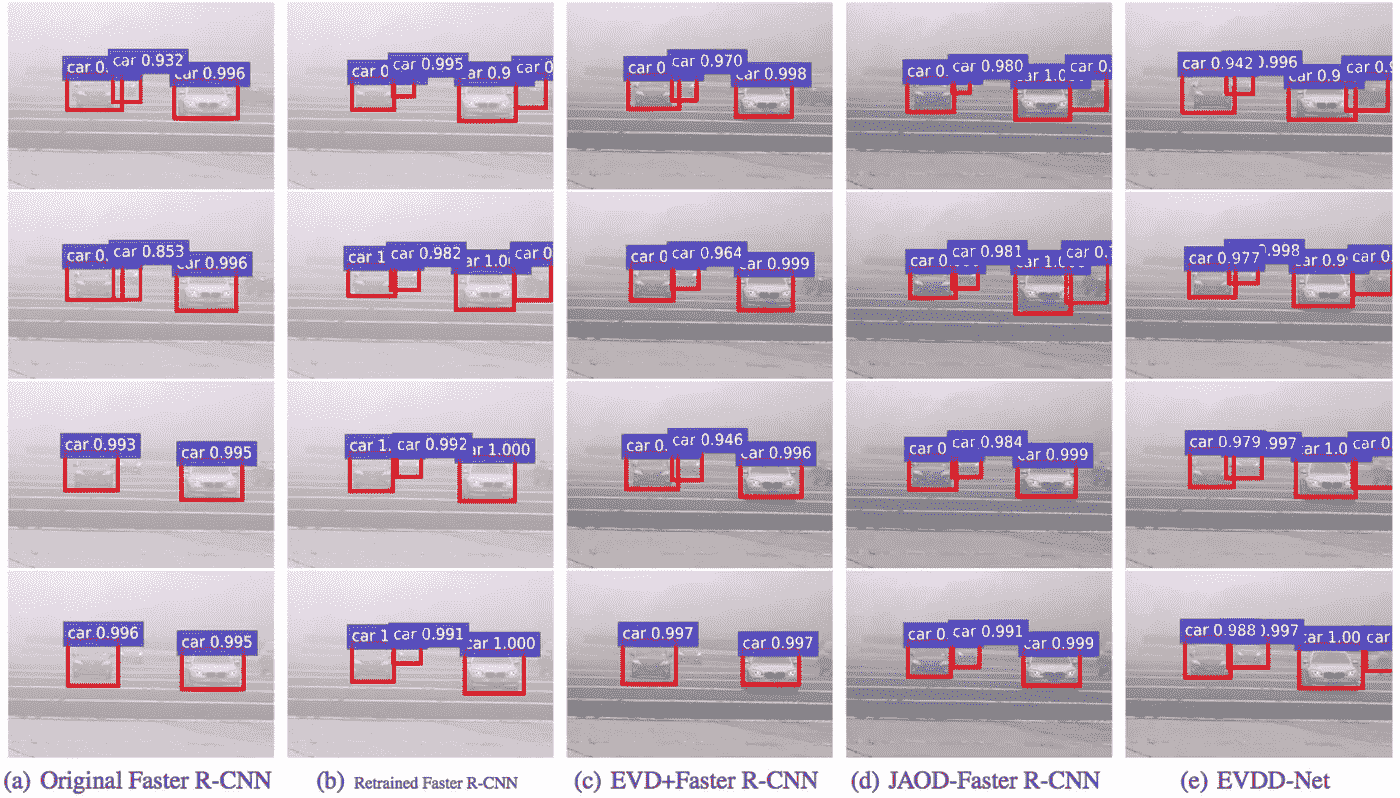 car 0. car 0.932 car 0.996
car 0 car 0.995 car 0.9 car 0
car 0 car 0.970 car 0.998
car 0. car 0.980 car 1.0
car 0.942 0.996 car 0.9
car 0. car 0.853 car 0.996
car 1 car 0.982 car 1.0 car 0
car 0 car 0.964 car 0.999
car 0. car 0.981 car 1.0 car 0.
car 0.977 0.998 car 0.9 car 0.
car 0.993 car 0.995
car 1. car 0.992 car 1.000
car 0. car 0.946 car 0.996
car 0 car 0.984 car 0.999
car 0.979 0.997 car 1.0 car 0
car 0.996 car 0.995
car 1 car 0.991 car 1.000
car 0.997 car 0.997
car 0. car 0.991 car 0.999
car 0.988 0.997 car 1.00 car
(a) Original Faster R-CNN (b) Retrained Faster R-CNN (c) EVD+Faster R-CNN (d) JAOD-Faster R-CNN (e) EVDD-Net